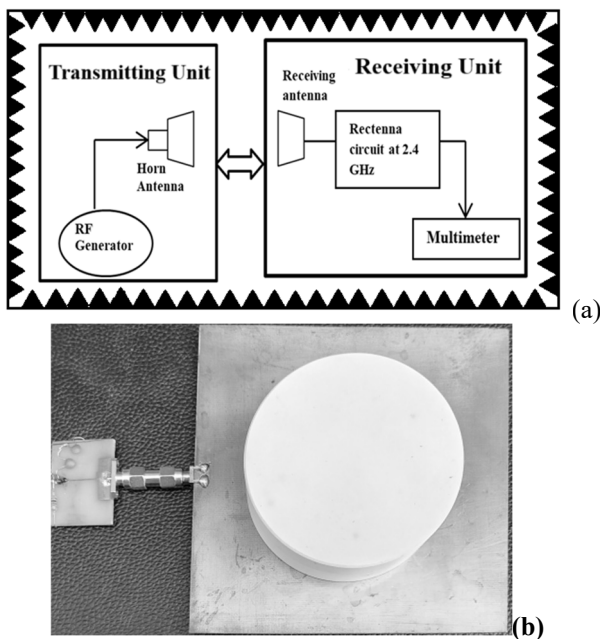 Transmitting Unit
Horn
Antenna
RF
Generator
Receiving
antenna
Receiving Unit
Rectenna
circuit at 2.4
GHz
Multimeter
(a)
(b)